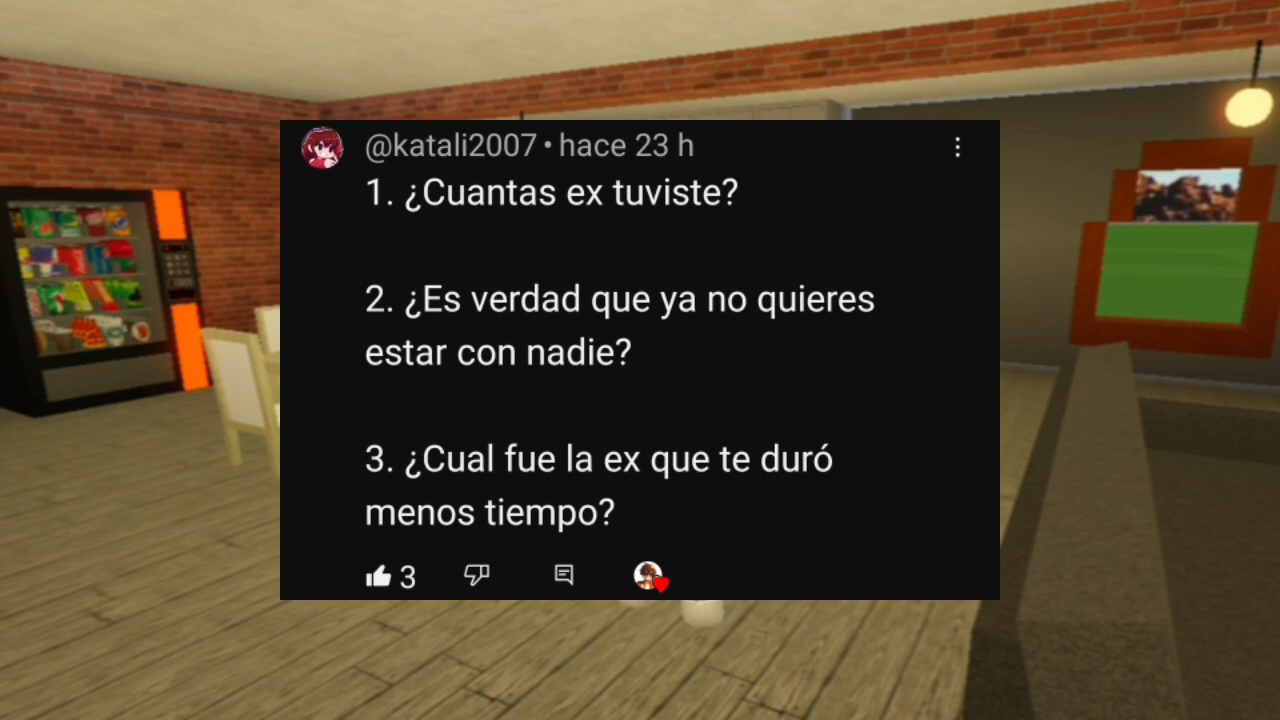 @katali2007 • hace 23 h
1. ¿Cuantas ex tuviste?
2. ¿Es verdad que ya no quieres
estar con nadie?
3. ¿Cual fue la ex que te duró
menos tiempo?
3